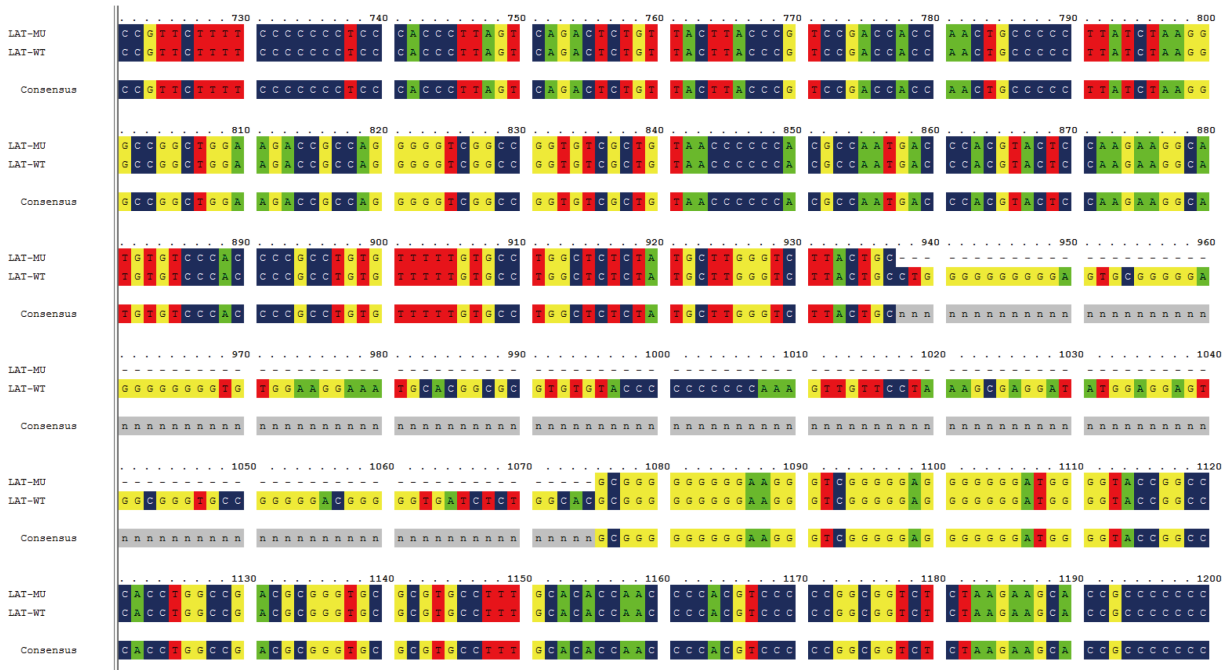 730 740 750 760 770 780 790 800
LAT-MU CCGTTCTTTT CCCCCCCTCC CACCCTTAGT CAGACTCTGT TACTTACCCG TCCGACCACC AACTGCCCCC TTATCTAAGG
LAT-WT CCGTTCTTTT CCCCCCCTCC CACCCTTAGT CAGACTCTGT TACTTACCCG TCCGACCACC AACTGCCCCC TTATCTAAGG
Consensus CCGTTCTTTT CCCCCCCTCC CACCCTTAGT CAGACTCTGT TACTTACCCG TCCGACCACC AACTGCCCCC TTATCTAAGG
810 820 830 840 850 860 870 880
LAT-MU GCCGGCTGGA AGACCGCCAG GGGGTCGGCC GGTGTCGCTG TAACCCCCCA CGCCAATGAC CCACGTACTC CAAGAAGGCA
LAT-WT GCCGGCTGGA AGACCGCCAG GGGGTCGGCC GGTGTCGCTG TAACCCCCCA CGCCAATGAC CCACGTACTC CAAGAAGGCA
Consensus GCCGGCTGGA AGACCGCCAG GGGGTCGGCC GGTGTCGCTG TAACCCCCCA CGCCAATGAC CCACGTACTC CAAGAAGGCA
890 900 910 920 930 940 950 960
LAT-MU TGTGTCCCAC CCCGCCTGTG TTTTTGTGCC TGGCTCTCTA TGCTTGGGTC TTACTGC--- ---------- ----------
LAT-WT TGTGTCCCAC CCCGCCTGTG TTTTTGTGCC TGGCTCTCTA TGCTTGGGTC TTACTGCCTG GGGGGGGGGA GTGCGGGGGA
Consensus TGTGTCCCAC CCCGCCTGTG TTTTTGTGCC TGGCTCTCTA TGCTTGGGTC TTACTGCnnn nnnnnnnnnn nnnnnnnnnn
970 980 990 1000 1010 1020 1030 1040
LAT-MU ---------- ---------- ---------- ---------- ---------- ---------- ---------- ----------
LAT-WT GGGGGGGGTG TGGAAGGAAA TGCACGGCGC GTGTGTACCC CCCCCCCAAA GTTGTTCCTA AAGCGAGGAT ATGGAGGAGT
Consensus nnnnnnnnnn nnnnnnnnnn nnnnnnnnnn nnnnnnnnnn nnnnnnnnnn nnnnnnnnnn nnnnnnnnnn nnnnnnnnnn
1050 1060 1070 1080 1090 1100 1110 1120
LAT-MU ---------- ---------- ---------- -----GCGGG GGGGGGAAGG GTCGGGGGAG GGGGGGATGG GGTACCGGCC
LAT-WT GGCGGGTGCC GGGGGACGGG GGTGATCTCT GGCACGCGGG GGGGGGAAGG GTCGGGGGAG GGGGGGATGG GGTACCGGCC
Consensus nnnnnnnnnn nnnnnnnnnn nnnnnnnnnn nnnnnGCGGG GGGGGGAAGG GTCGGGGGAG GGGGGGATGG GGTACCGGCC
1130 1140 1150 1160 1170 1180 1190 1200
LAT-MU CACCTGGCCG ACGCGGGTGC GCGTGCCTTT GCACACCAAC CCCACGTCCC CCGGCGGTCT CTAAGAAGCA CCGCCCCCCC
LAT-WT CACCTGGCCG ACGCGGGTGC GCGTGCCTTT GCACACCAAC CCCACGTCCC CCGGCGGTCT CTAAGAAGCA CCGCCCCCCC
Consensus CACCTGGCCG ACGCGGGTGC GCGTGCCTTT GCACACCAAC CCCACGTCCC CCGGCGGTCT CTAAGAAGCA CCGCCCCCCC